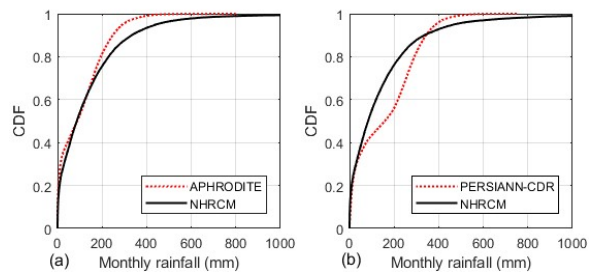 1
0.8
0.6
0.4
0.2
0
CDF
APHRODITE
NHRCM
0 200 400 600 800 1000
(a) Monthly rainfall (mm)
1
0.8
0.6
0.4
0.2
0
CDF
PERSIANN-CDR
NHRCM
0 200 400 600 800 1000
(b) Monthly rainfall (mm)